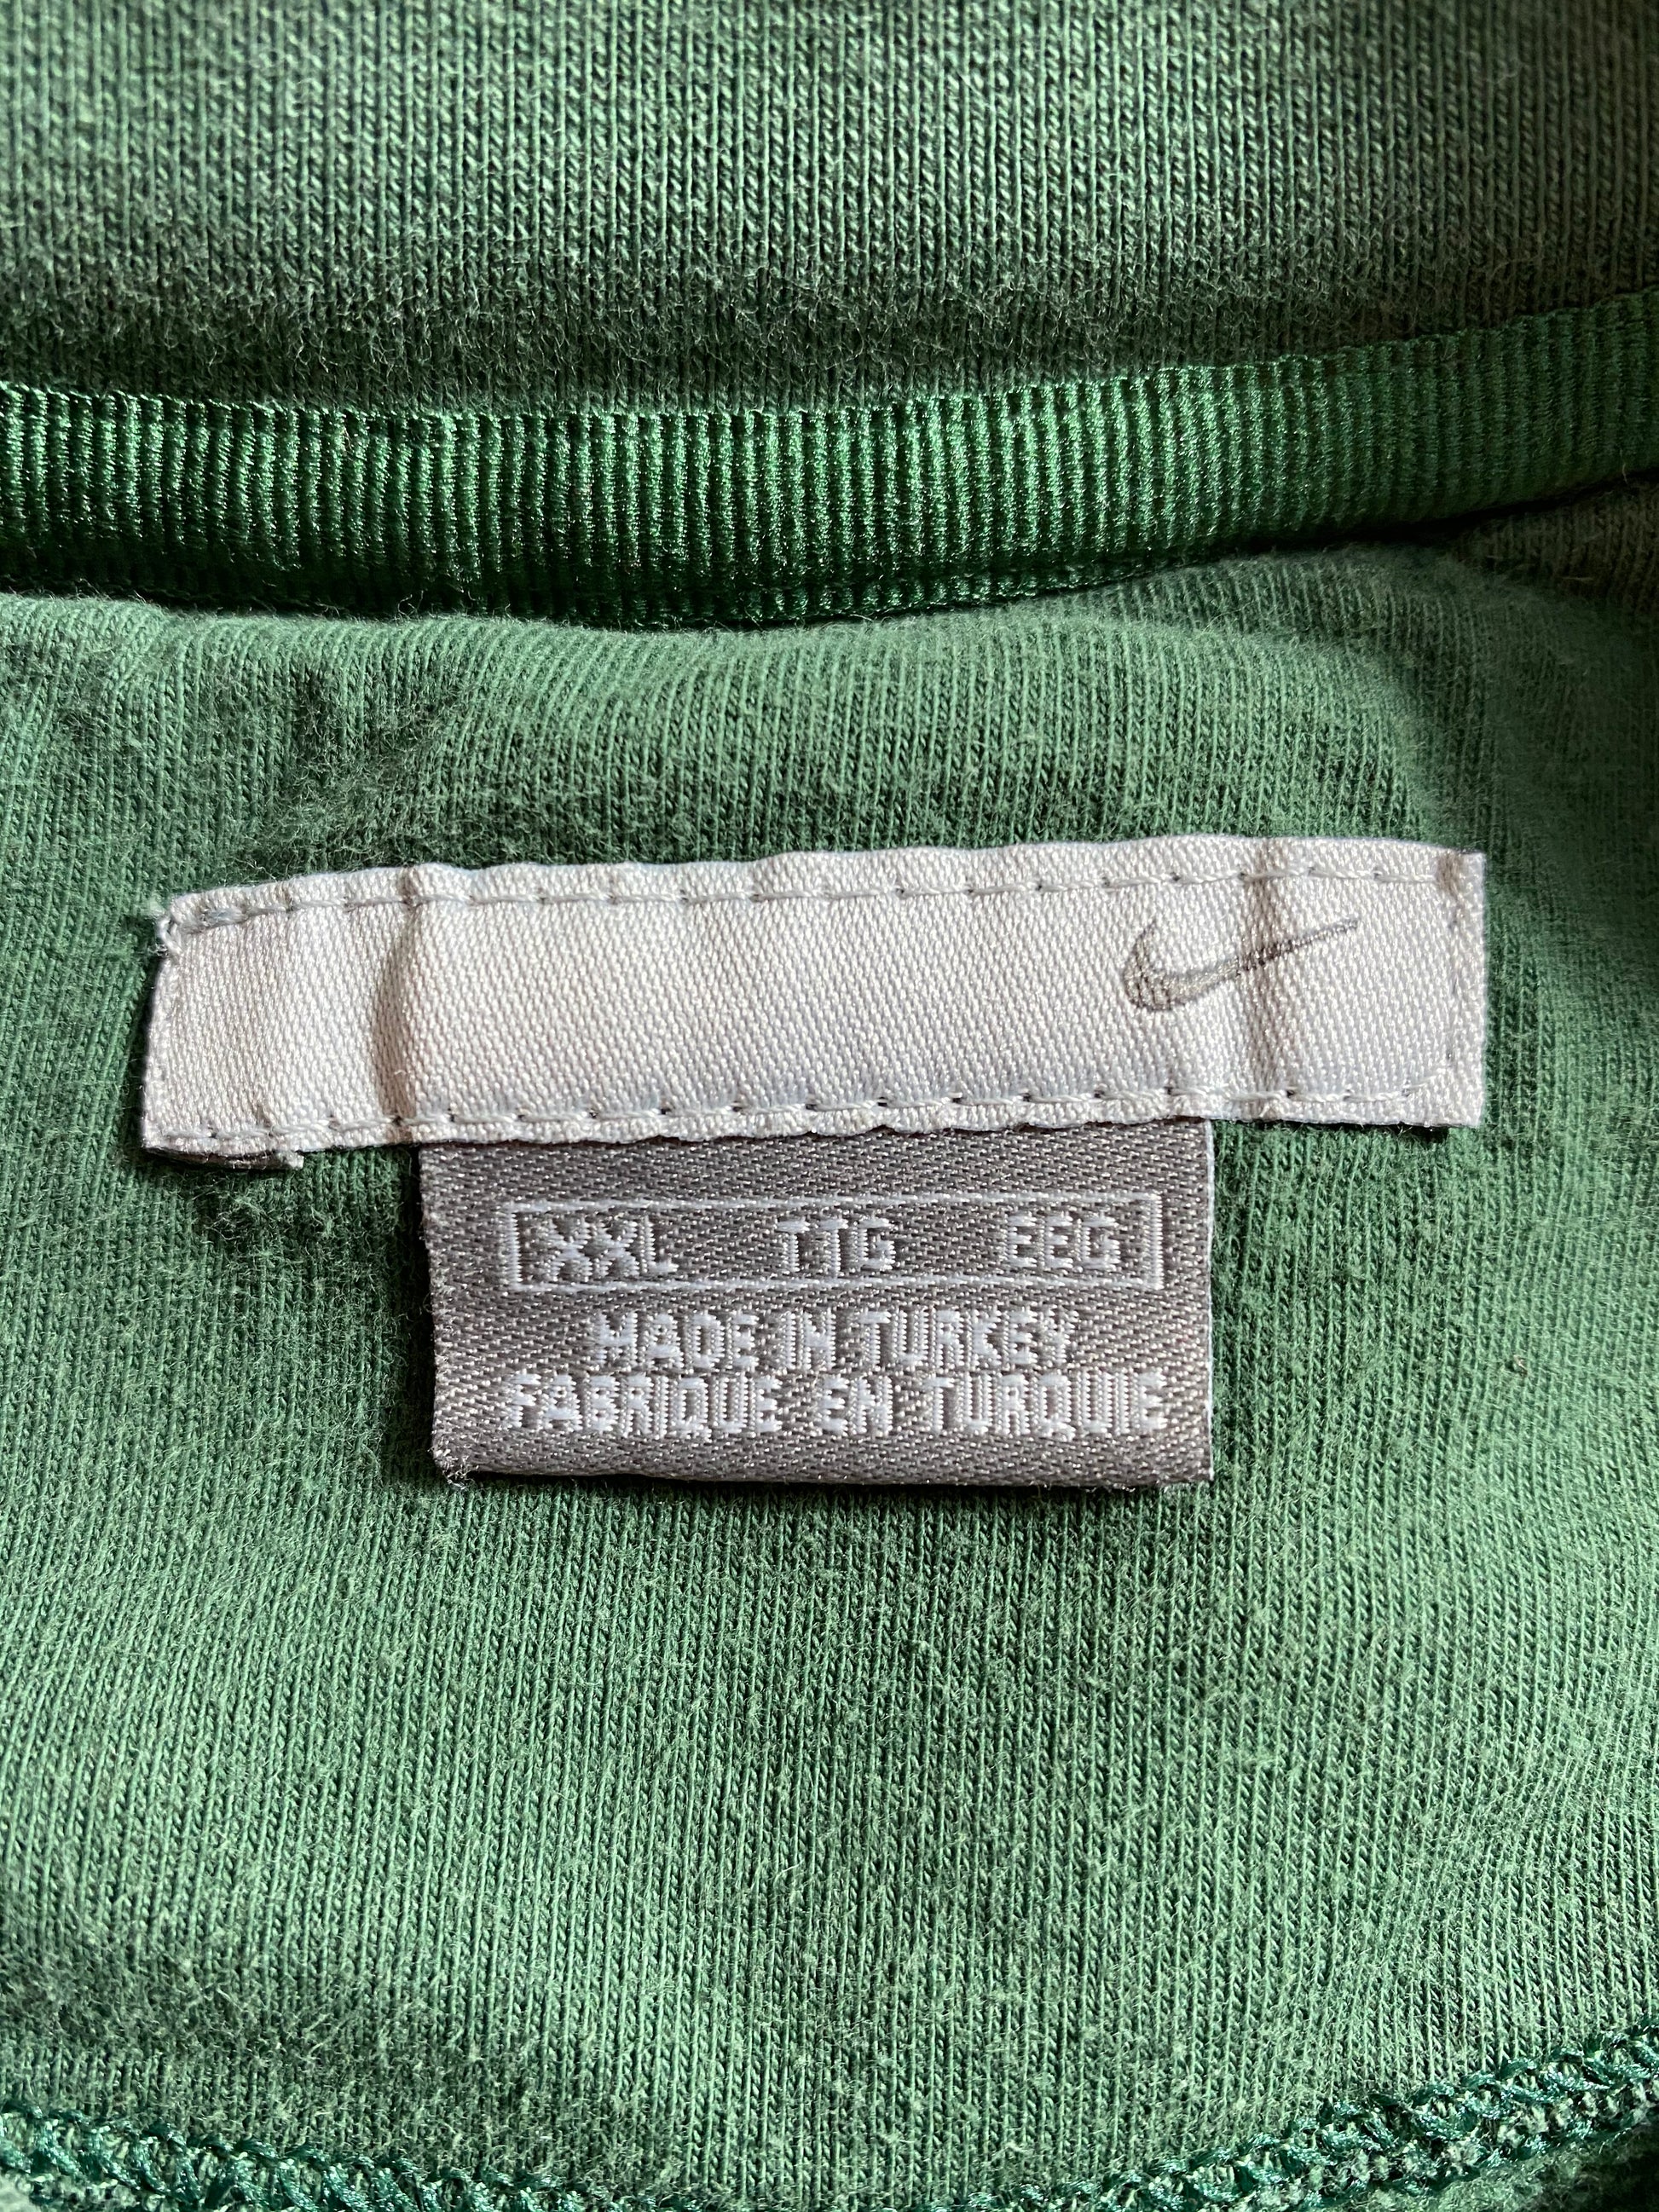 XXL TTG EEG
MADE IN TURKEY
FABRIQUE EN TURQUIE